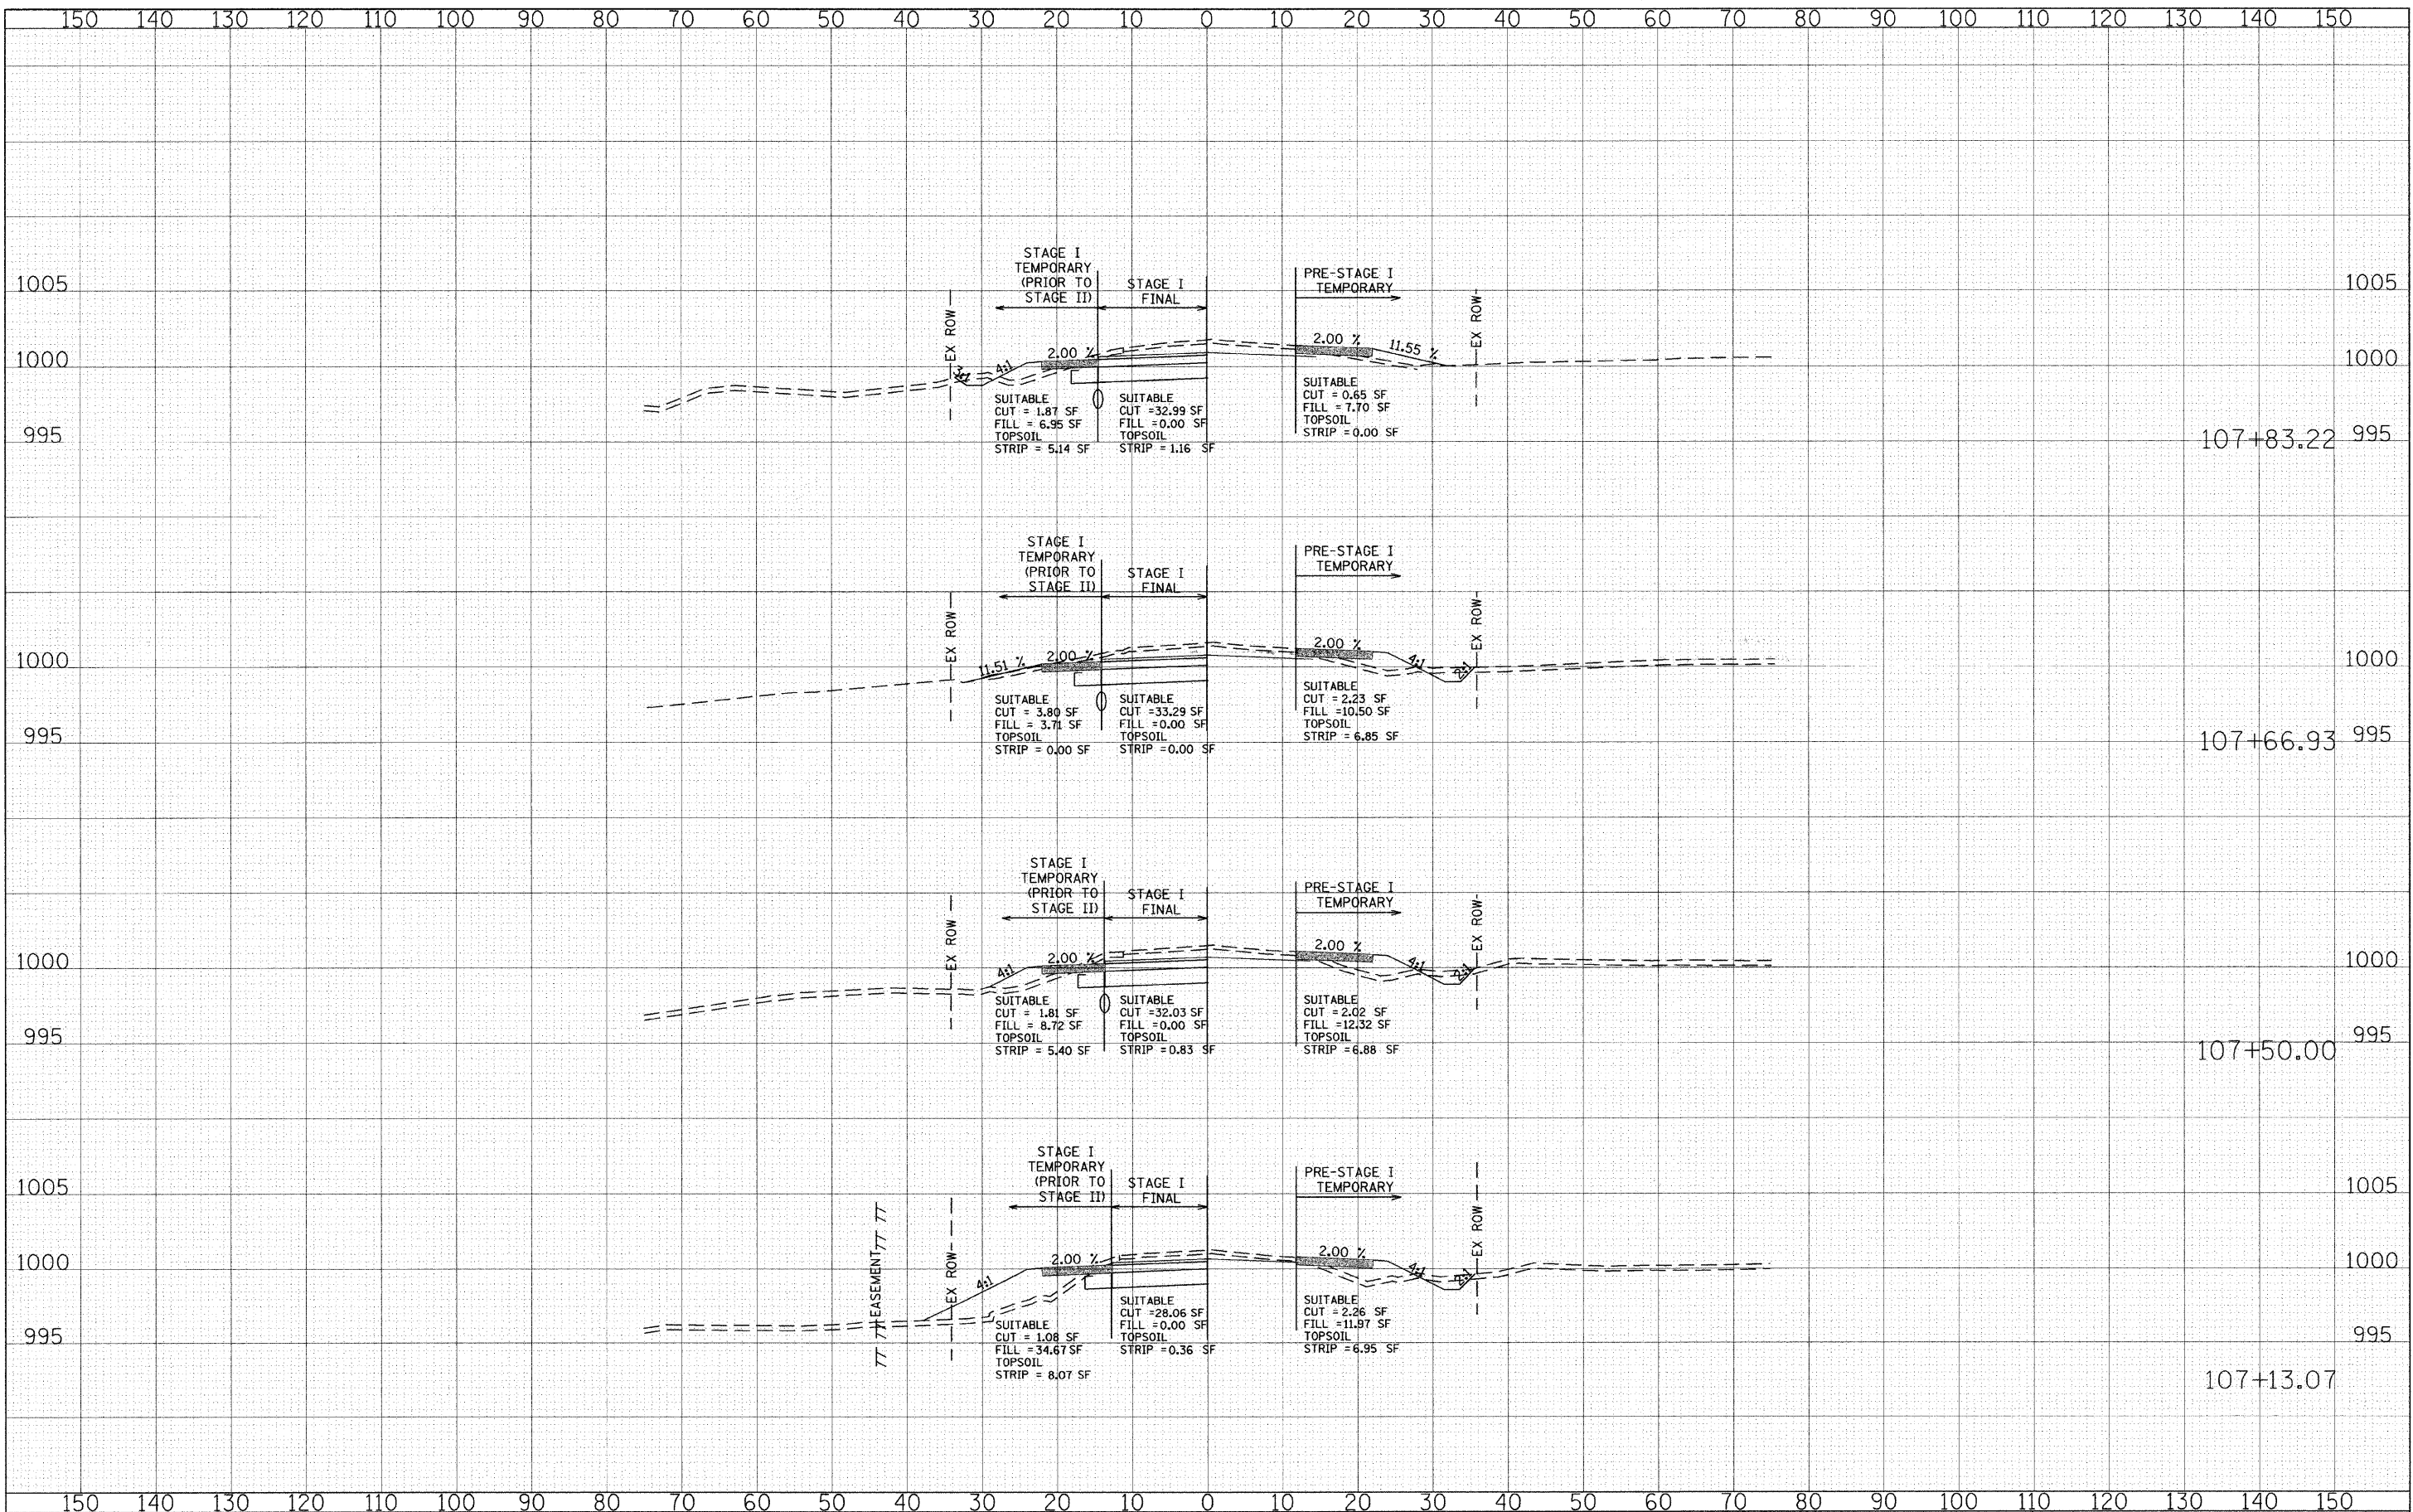 150 140 130 120 110 100 90 80 70 60 50 40 30 20 10 0 10 20 30 40 50 60 70 80 90 100 110 120 130 140 150
STAGE I
TEMPORARY
(PRIOR TO
STAGE II)
STAGE I
FINAL
PRE-STAGE I
TEMPORARY
1005
1005
EX ROW
EX ROW
2.00 %
2.00 %
11.55 %
1000
1000
3:1
4:1
SUITABLE
CUT = 1.87 SF
FILL = 6.95 SF
TOPSOIL
STRIP = 5.14 SF
SUITABLE
CUT =32.99 SF
FILL =0.00 SF
TOPSOIL
STRIP =1.16 SF
SUITABLE
CUT = 0.65 SF
FILL = 7.70 SF
TOPSOIL
STRIP =0.00 SF
995
107+83.22 995
STAGE I
TEMPORARY
(PRIOR TO
STAGE II)
STAGE I
FINAL
PRE-STAGE I
TEMPORARY
EX ROW
EX ROW
11.51 %
2.00 %
2.00 %
4:1
2:1
1000
1000
SUITABLE
CUT = 3.80 SF
FILL = 3.71 SF
TOPSOIL
STRIP = 0.00 SF
SUITABLE
CUT =33.29 SF
FILL =0.00 SF
TOPSOIL
STRIP =0.00 SF
SUITABLE
CUT = 2.23 SF
FILL =10.50 SF
TOPSOIL
STRIP =6.85 SF
995
107+66.93 995
STAGE I
TEMPORARY
(PRIOR TO
STAGE II)
STAGE I
FINAL
PRE-STAGE I
TEMPORARY
EX ROW
EX ROW
4:1
2.00 %
2.00 %
4:1
2:1
1000
1000
SUITABLE
CUT = 1.81 SF
FILL = 8.72 SF
TOPSOIL
STRIP = 5.40 SF
SUITABLE
CUT =32.03 SF
FILL =0.00 SF
TOPSOIL
STRIP =0.83 SF
SUITABLE
CUT = 2.02 SF
FILL =12.32 SF
TOPSOIL
STRIP =6.88 SF
995
107+50.00 995
STAGE I
TEMPORARY
(PRIOR TO
STAGE II)
STAGE I
FINAL
PRE-STAGE I
TEMPORARY
1005
1005
EASEMENT
EX ROW
EX ROW
4:1
2.00 %
2.00 %
4:1
2:1
1000
1000
SUITABLE
CUT = 1.08 SF
FILL =34.67 SF
TOPSOIL
STRIP = 8.07 SF
SUITABLE
CUT =28.06 SF
FILL =0.00 SF
TOPSOIL
STRIP =0.36 SF
SUITABLE
CUT = 2.26 SF
FILL =11.97 SF
TOPSOIL
STRIP =6.95 SF
995
995
107+13.07
150 140 130 120 110 100 90 80 70 60 50 40 30 20 10 0 10 20 30 40 50 60 70 80 90 100 110 120 130 140 150